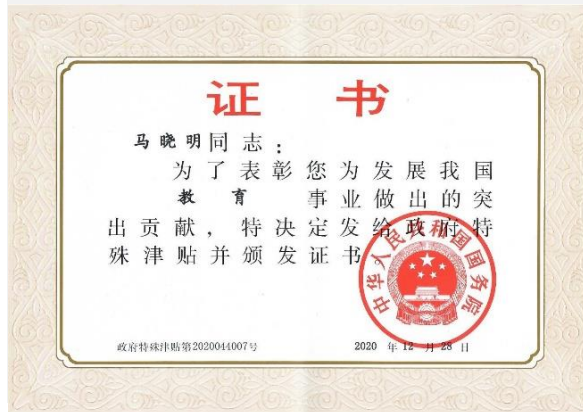 证 书
马晓明同志：
为了表彰您为发展我国
教育 事业做出的突
出贡献，特决定发给政府特
殊津贴并颁发证书
中华人民共和国国务院
政府特殊津贴第2020044007号
2020 年 12 月 28 日